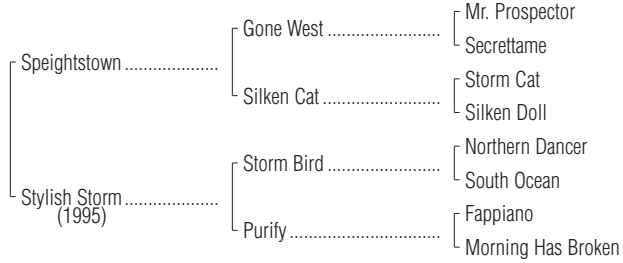 Mr. Prospector
Gone West ..........................
Secrettame
Speightstown .....................
Storm Cat
Silken Cat ...........................
Silken Doll
Northern Dancer
Storm Bird ..........................
South Ocean
Stylish Storm .....................
(1995)
Fappiano
Purify ..................................
Morning Has Broken